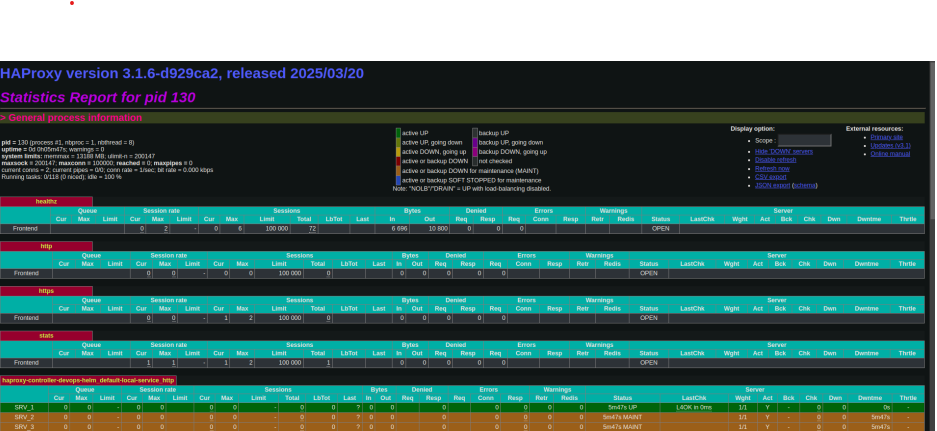 HAProxy version 3.1.6-d929ca2, released 2025/03/20
Statistics Report for pid 130
> General process information
pid = 130 (process #1, nbproc = 1, nbthread = 8)
uptime = 0d 0h05m47s; warnings = 0
system limits: memmax = 13188 MB; ulimit-n = 200147
maxsock = 200147; maxconn = 100000; reached = 0; maxpipes = 0
current conns = 2; current pipes = 0/0; conn rate = 1/sec; bit rate = 0.000 kbps
Running tasks: 0/118 (0 niced); idle = 100 %
active UP backup UP
active UP, going down backup UP, going down
active DOWN, going up backup DOWN, going up
active or backup DOWN not checked
active or backup DOWN for maintenance (MAINT)
active or backup SOFT STOPPED for maintenance
Note: "NOLB"/"DRAIN" = UP with load-balancing disabled.
Display option:
Scope :
Hide 'DOWN' servers
Disable refresh
Refresh now
CSV export
JSON export (schema)
External resources:
Primary site
Updates (v3.1)
Online manual
healthz
Queue Session rate Sessions Bytes Denied Errors Warnings Server
Cur Max Limit Cur Max Limit Cur Max Limit Total LbTot Last In Out Req Resp Req Conn Resp Retr Redis Status LastChk Wght Act Bck Chk Dwn Dwntme Thrtle
Frontend 0 2 - 0 6 100 000 72 6 696 10 800 0 0 0 OPEN
http
Queue Session rate Sessions Bytes Denied Errors Warnings Server
Cur Max Limit Cur Max Limit Cur Max Limit Total LbTot Last In Out Req Resp Req Conn Resp Retr Redis Status LastChk Wght Act Bck Chk Dwn Dwntme Thrtle
Frontend 0 0 - 0 0 100 000 0 0 0 0 0 0 OPEN
https
Queue Session rate Sessions Bytes Denied Errors Warnings Server
Cur Max Limit Cur Max Limit Cur Max Limit Total LbTot Last In Out Req Resp Req Conn Resp Retr Redis Status LastChk Wght Act Bck Chk Dwn Dwntme Thrtle
Frontend 0 0 - 1 2 100 000 0 0 0 0 0 0 OPEN
stats
Queue Session rate Sessions Bytes Denied Errors Warnings Server
Cur Max Limit Cur Max Limit Cur Max Limit Total LbTot Last In Out Req Resp Req Conn Resp Retr Redis Status LastChk Wght Act Bck Chk Dwn Dwntme Thrtle
Frontend 1 1 - 1 2 100 000 1 0 0 0 0 0 OPEN
haproxy-controller-devops-helm_default-local-service_http
Queue Session rate Sessions Bytes Denied Errors Warnings Server
Cur Max Limit Cur Max Limit Cur Max Limit Total LbTot Last In Out Req Resp Req Conn Resp Retr Redis Status LastChk Wght Act Bck Chk Dwn Dwntme Thrtle
SRV_1 0 0 - 0 0 0 0 - 0 0 ? 0 0 0 0 0 0 0 5m47s UP L4OK in 0ms 1/1 Y - 0 0 0s -
SRV_2 0 0 - 0 0 0 0 - 0 0 ? 0 0 0 0 0 0 0 5m47s MAINT 1/1 Y - 0 0 5m47s -
SRV_3 0 0 - 0 0 0 0 - 0 0 ? 0 0 0 0 0 0 0 5m47s MAINT 1/1 Y - 0 0 5m47s -